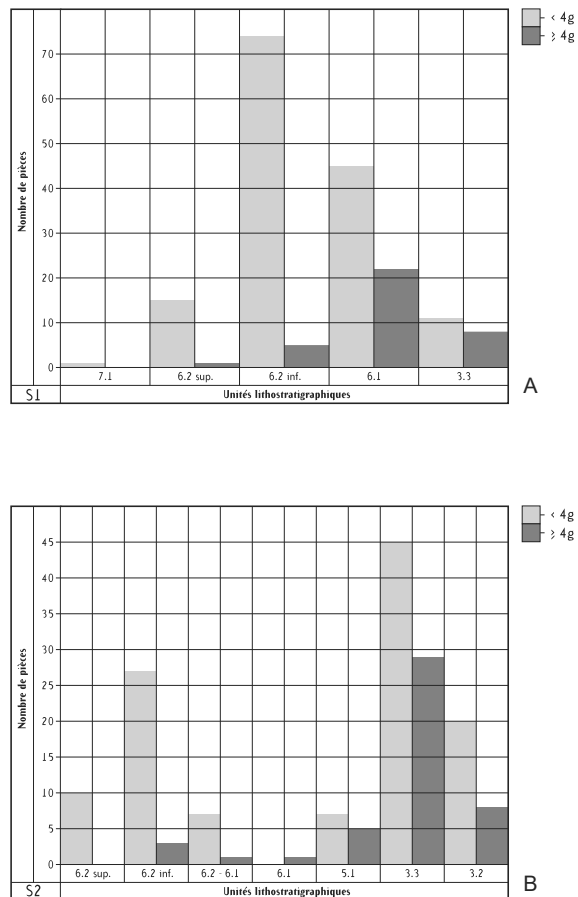 ‹ 4g
⩾ 4g
Nombre de pièces
70
60
50
40
30
20
10
0
7.1 6.2 sup. 6.2 inf. 6.1 3.3
S1 Unités lithostratigraphiques
A
‹ 4g
⩾ 4g
Nombre de pièces
45
40
35
30
25
20
15
10
5
0
6.2 sup. 6.2 inf. 6.2 - 6.1 6.1 5.1 3.3 3.2
S2 Unités lithostratigraphiques
B